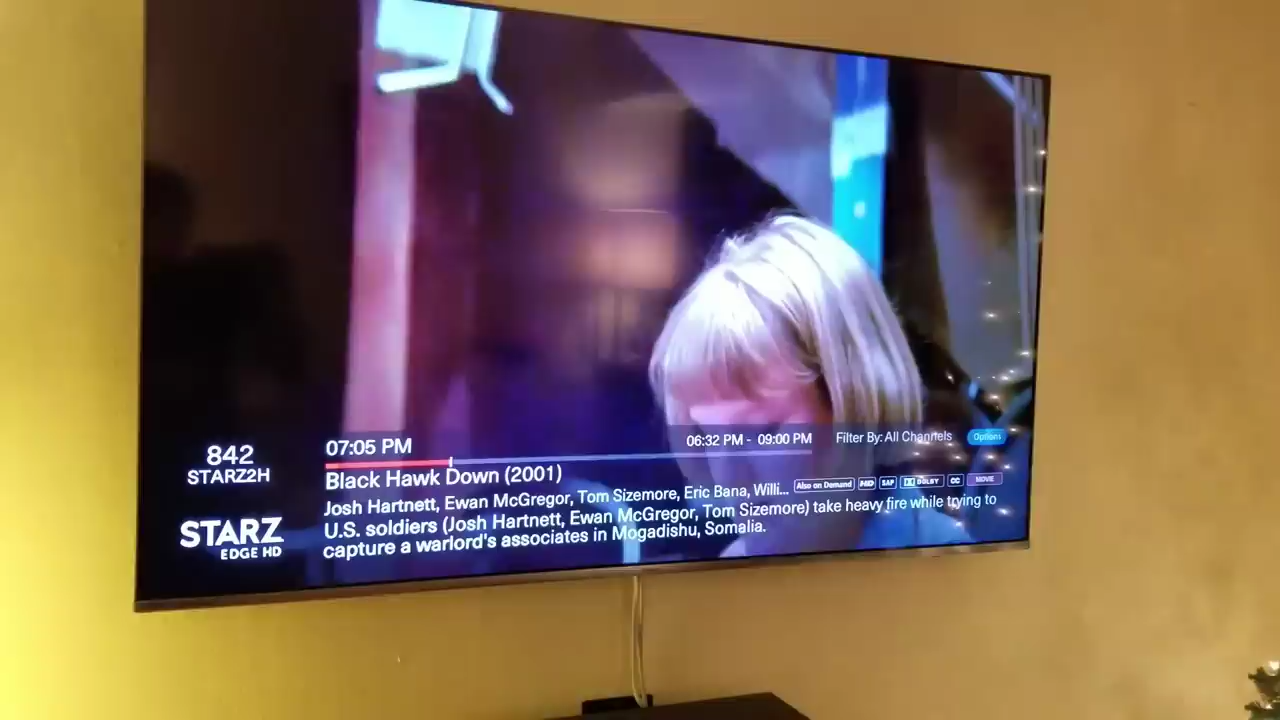 842
STARZ2H
STARZ
EDGE HD
07:05 PM
06:32 PM - 09:00 PM
Filter By: All Channels
Options
Black Hawk Down (2001)
Josh Hartnett, Ewan McGregor, Tom Sizemore, Eric Bana, Willi...
Also on Demand
PAD SAP DOLBY CC MOVIE
U.S. soldiers (Josh Hartnett, Ewan McGregor, Tom Sizemore) take heavy fire while trying to
capture a warlord's associates in Mogadishu, Somalia.